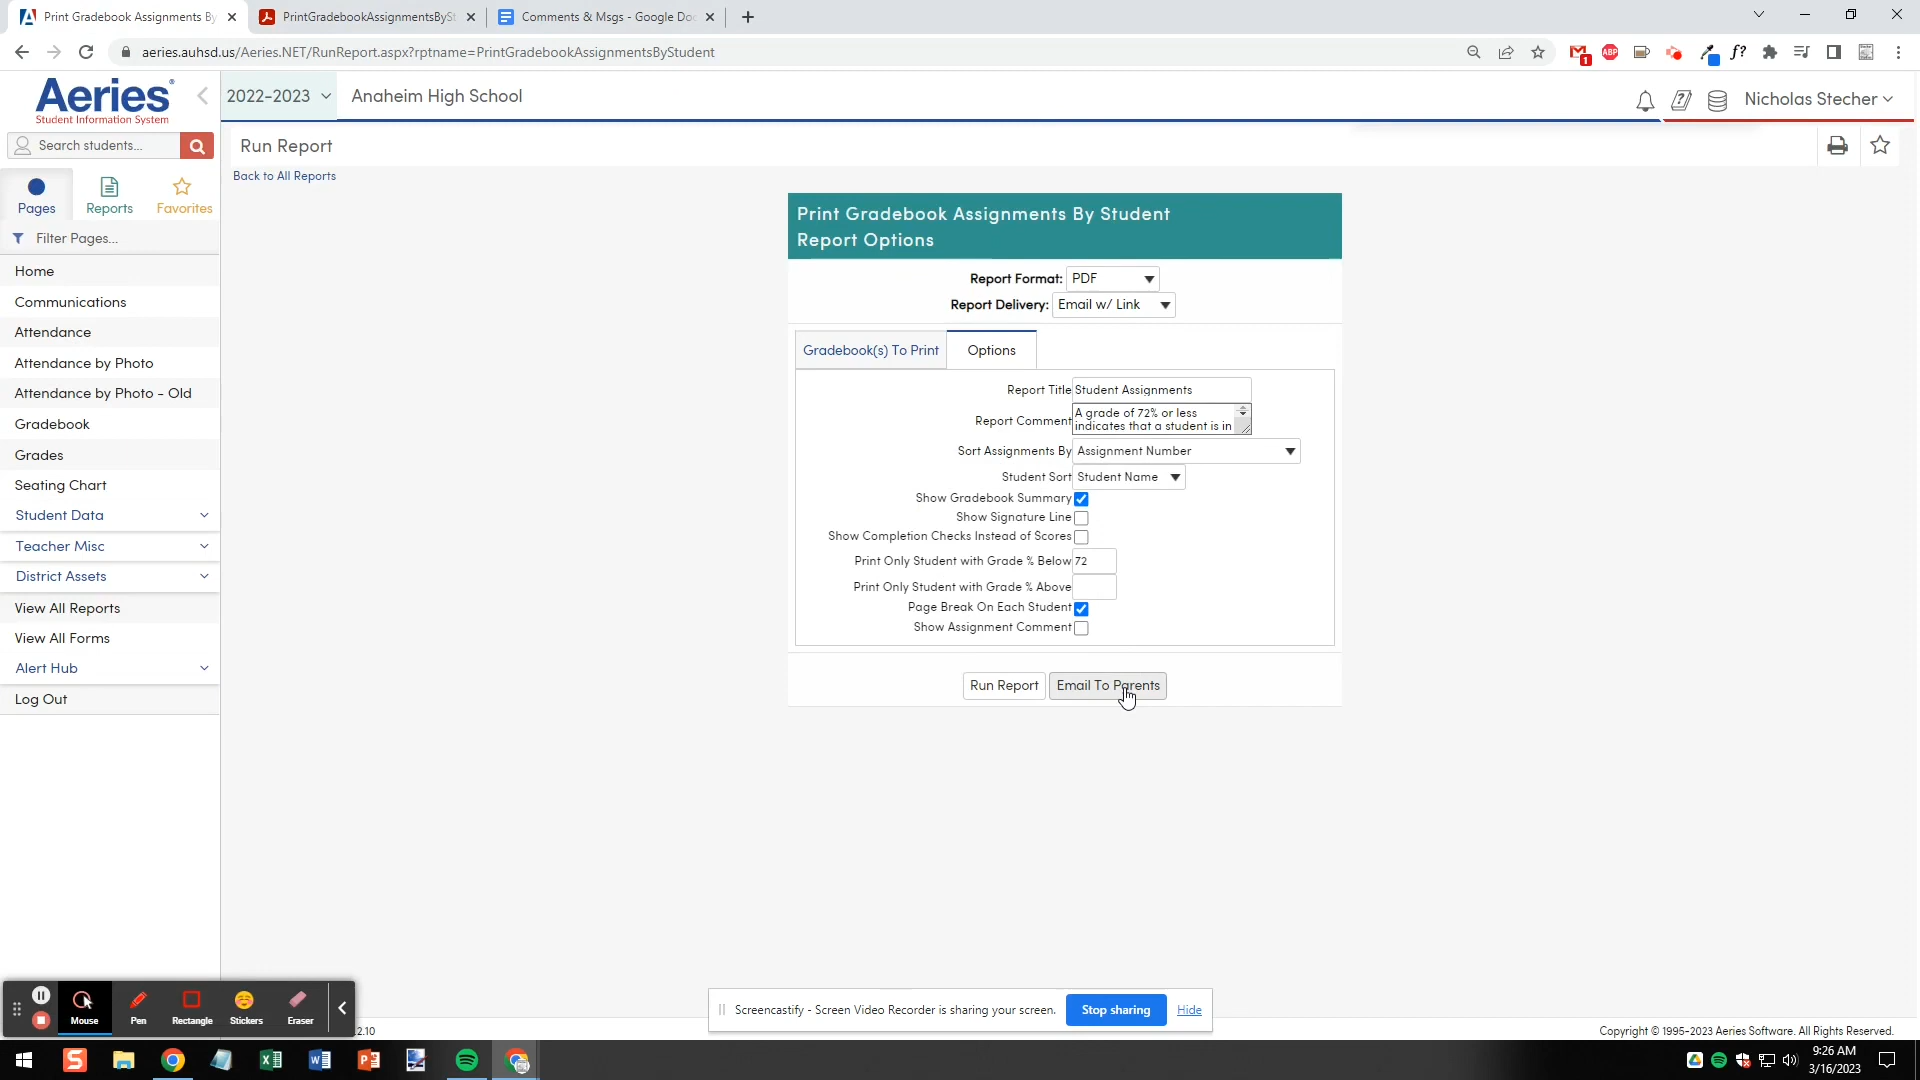 Print Gradebook Assignments By
PrintGradebookAssignmentsBySt
Comments & Msgs - Google Doc
aeries.auhsd.us/Aeries.NET/RunReport.aspx?rptname=PrintGradebookAssignmentsByStudent
1
ABP
f?
Aeries
Student Information System
2022-2023
Anaheim High School
Nicholas Stecher
Search students...
Run Report
Back to All Reports
Pages
Reports
Favorites
Filter Pages...
Home
Communications
Attendance
Attendance by Photo
Attendance by Photo - Old
Gradebook
Grades
Seating Chart
Student Data
Teacher Misc
District Assets
View All Reports
View All Forms
Alert Hub
Log Out
Print Gradebook Assignments By Student
Report Options
Report Format: PDF
Report Delivery: Email w/ Link
Gradebook(s) To Print
Options
Report Title Student Assignments
Report Comment A grade of 72% or less
indicates that a student is in
Sort Assignments By Assignment Number
Student Sort Student Name
Show Gradebook Summary
Show Signature Line
Show Completion Checks Instead of Scores
Print Only Student with Grade % Below 72
Print Only Student with Grade % Above
Page Break On Each Student
Show Assignment Comment
Run Report
Email To Parents
Mouse
Pen
Rectangle
Stickers
Eraser
Screencastify - Screen Video Recorder is sharing your screen.
Stop sharing
Hide
2.10
Copyright © 1995-2023 Aeries Software. All Rights Reserved.
9:26 AM
3/16/2023